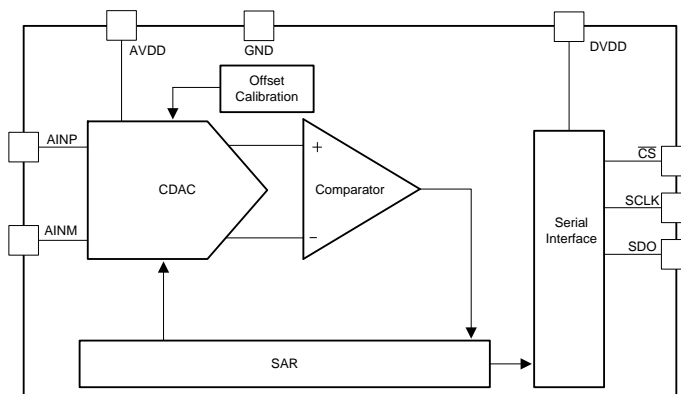 AVDD
GND
DVDD
Offset
Calibration
AINP
CDAC
AINM
+
Comparator
−
CS
SCLK
SDO
Serial
Interface
SAR